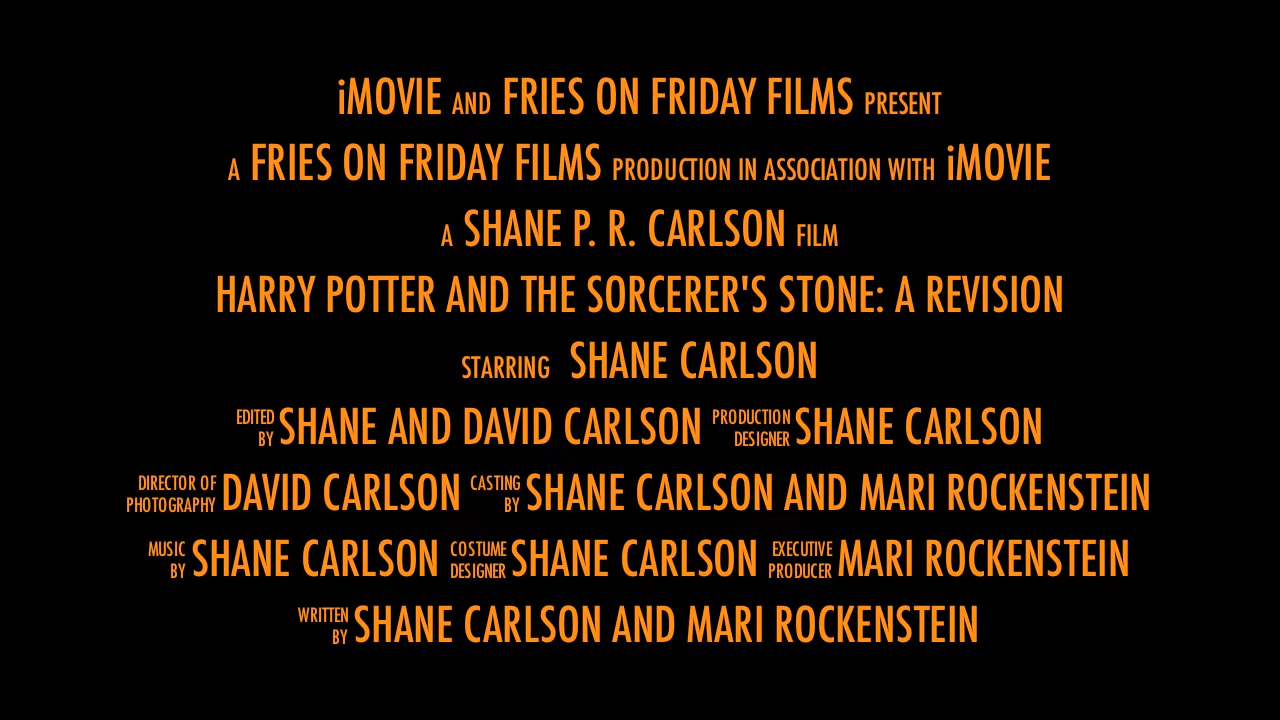 iMOVIE AND FRIES ON FRIDAY FILMS PRESENT
A FRIES ON FRIDAY FILMS PRODUCTION IN ASSOCIATION WITH iMOVIE
A SHANE P. R. CARLSON FILM
HARRY POTTER AND THE SORCERER'S STONE: A REVISION
STARRING SHANE CARLSON
EDITED BY SHANE AND DAVID CARLSON PRODUCTION DESIGNER SHANE CARLSON
DIRECTOR OF PHOTOGRAPHY DAVID CARLSON CASTING BY SHANE CARLSON AND MARI ROCKENSTEIN
MUSIC BY SHANE CARLSON COSTUME DESIGNER SHANE CARLSON EXECUTIVE PRODUCER MARI ROCKENSTEIN
WRITTEN BY SHANE CARLSON AND MARI ROCKENSTEIN